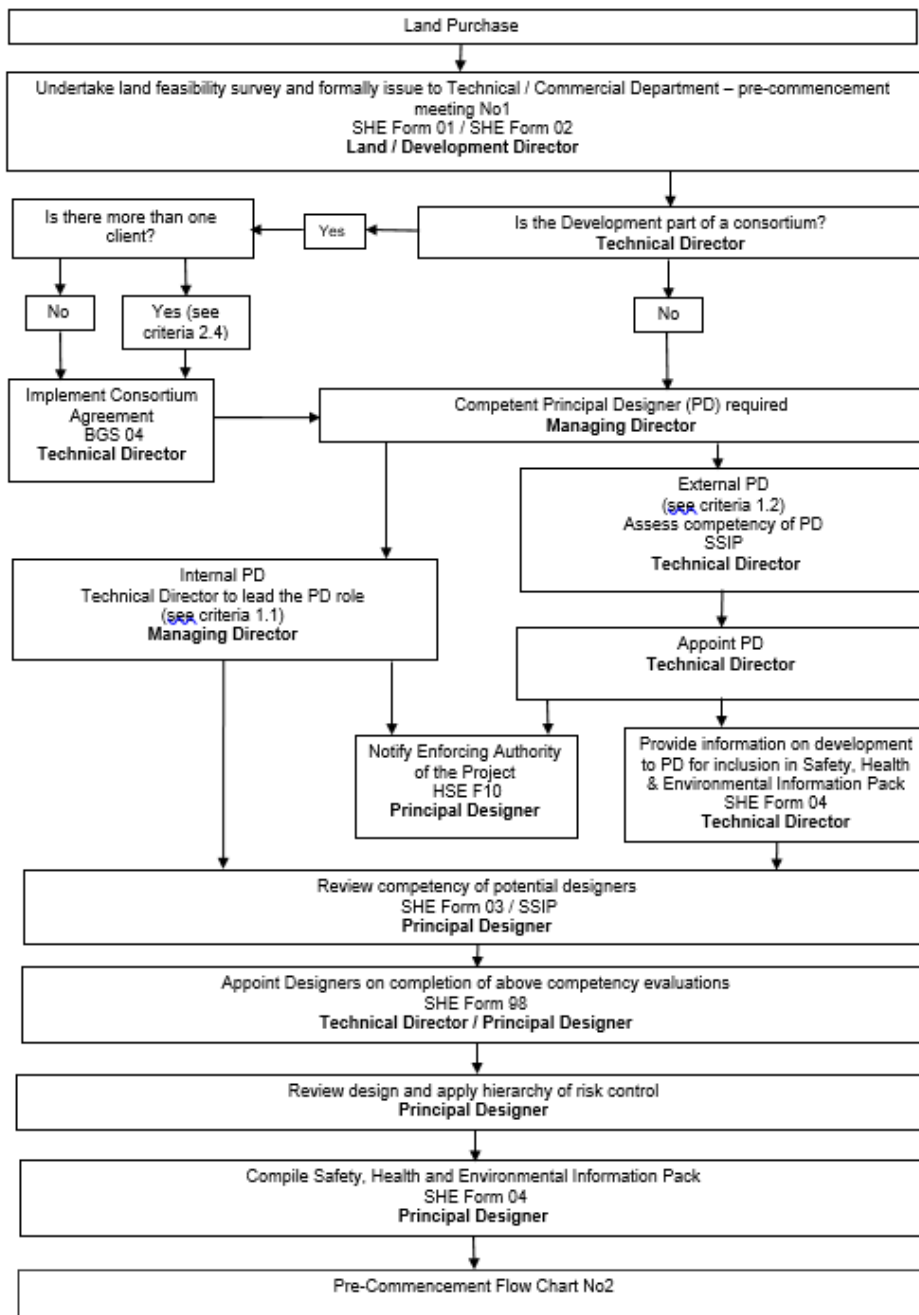 Land Purchase
Undertake land feasibility survey and formally issue to Technical / Commercial Department – pre-commencement
meeting No1
SHE Form 01 / SHE Form 02
Land / Development Director
Is there more than one
client?
Yes
Is the Development part of a consortium?
Technical Director
No
Yes (see
criteria 2.4)
No
Implement Consortium
Agreement
BGS 04
Technical Director
Competent Principal Designer (PD) required
Managing Director
External PD
(see criteria 1.2)
Assess competency of PD
SSIP
Technical Director
Internal PD
Technical Director to lead the PD role
(see criteria 1.1)
Managing Director
Appoint PD
Technical Director
Notify Enforcing Authority
of the Project
HSE F10
Principal Designer
Provide information on development
to PD for inclusion in Safety, Health
& Environmental Information Pack
SHE Form 04
Technical Director
Review competency of potential designers
SHE Form 03 / SSIP
Principal Designer
Appoint Designers on completion of above competency evaluations
SHE Form 98
Technical Director / Principal Designer
Review design and apply hierarchy of risk control
Principal Designer
Compile Safety, Health and Environmental Information Pack
SHE Form 04
Principal Designer
Pre-Commencement Flow Chart No2